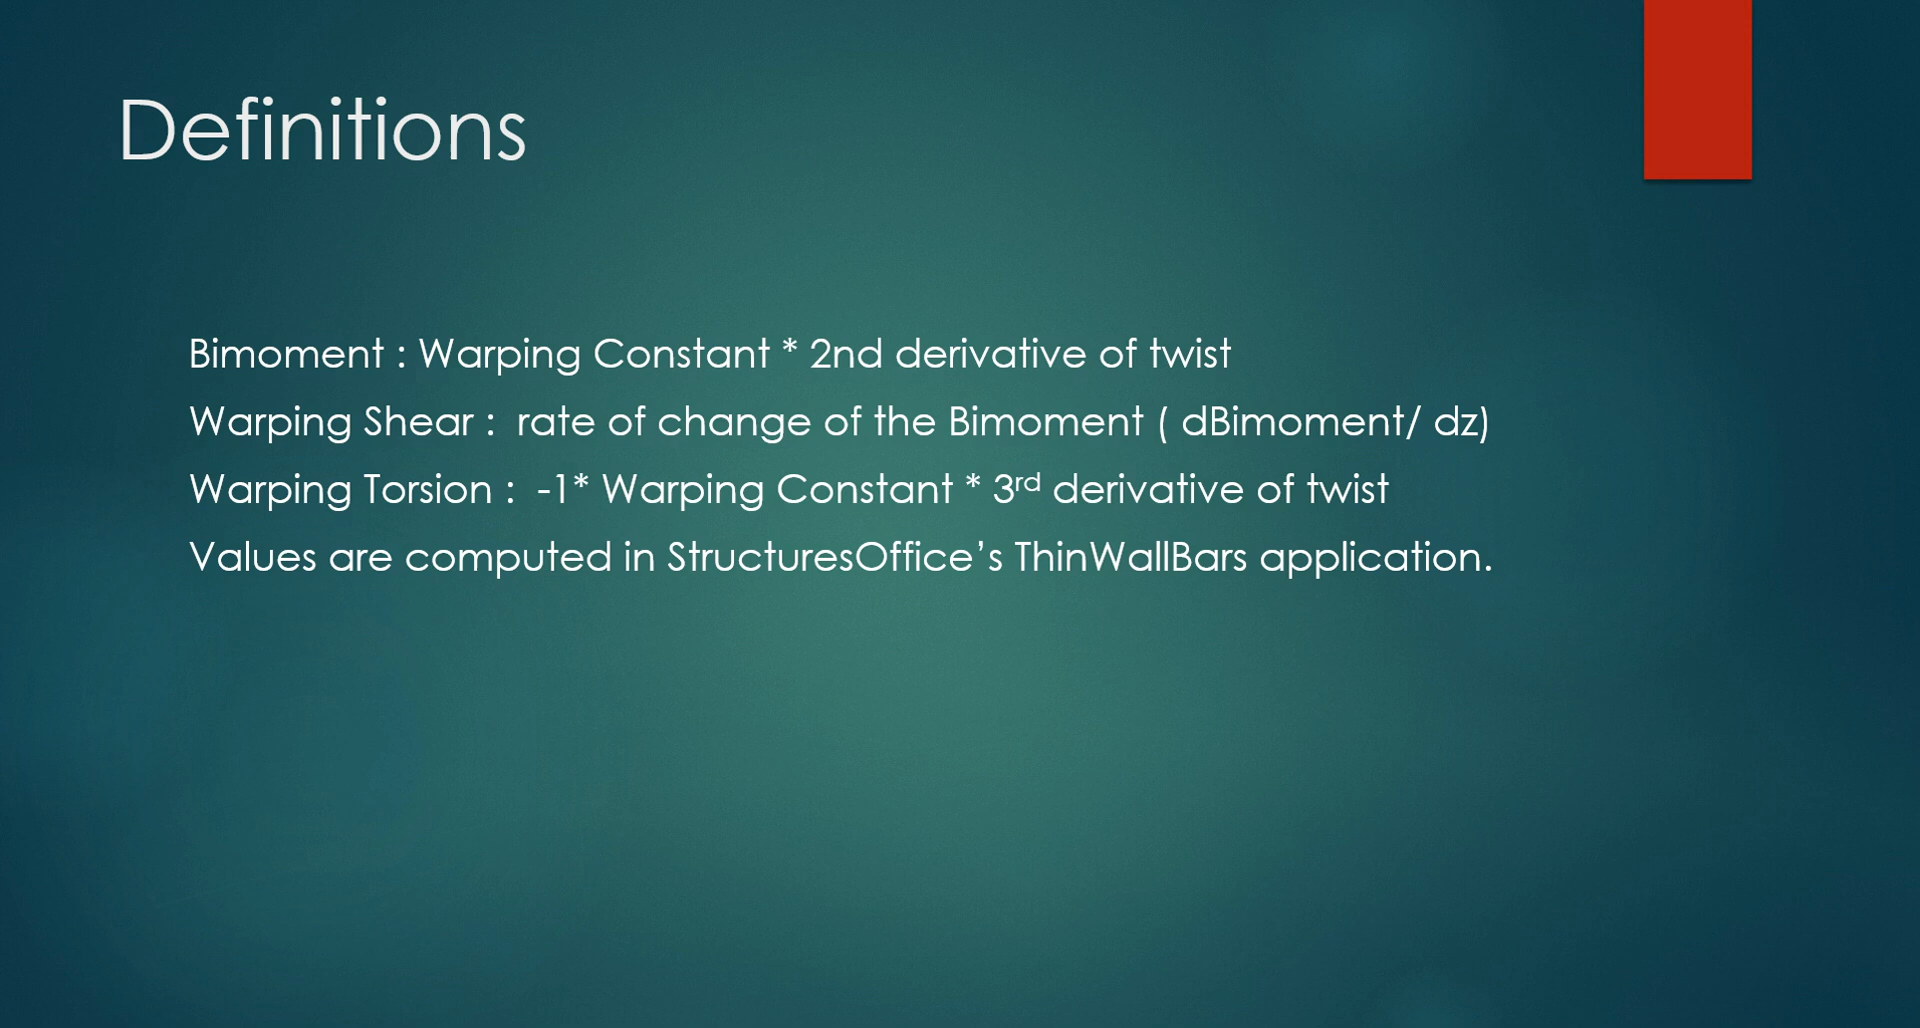 Definitions
Bimoment : Warping Constant * 2nd derivative of twist
Warping Shear :  rate of change of the Bimoment ( dBimoment/ dz)
Warping Torsion :  -1* Warping Constant * 3rd derivative of twist
Values are computed in StructuresOffice’s ThinWallBars application.